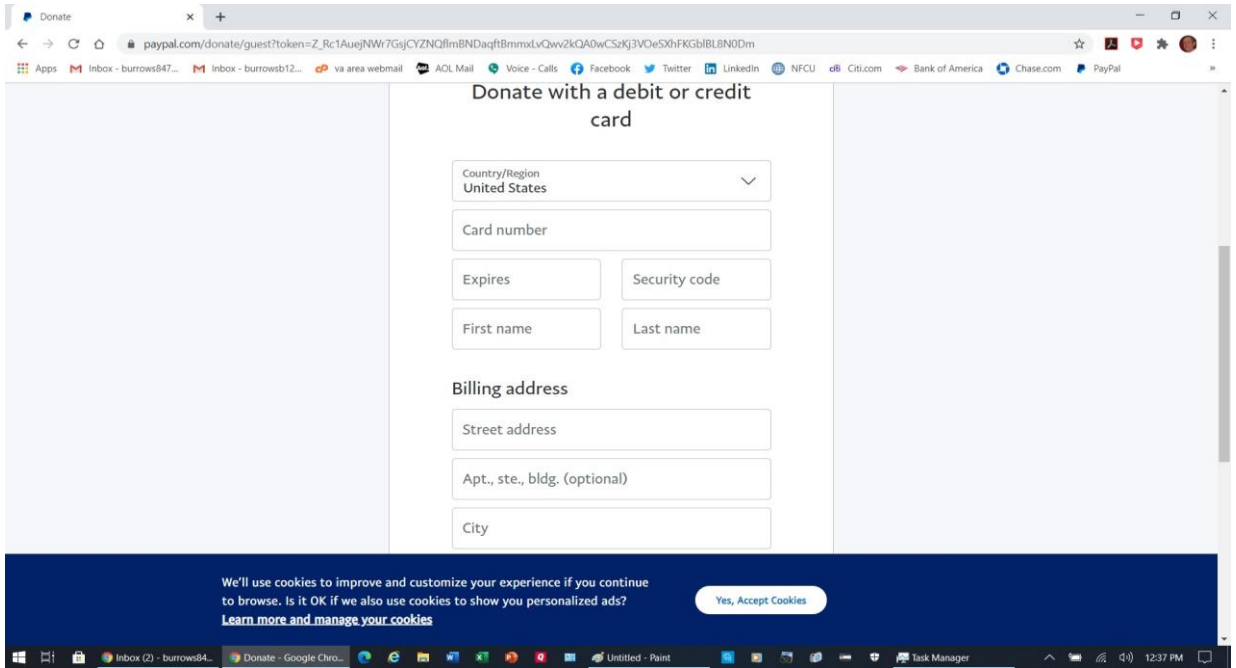 Donate
paypal.com/donate/guest?token=Z_Rc1AuejNWr7GsjCYZNQflmBNDaqftBmmxLvQwv2kQA0wCSzKj3VOeSXhFKGblBL8N0Dm
Apps Inbox - burrows847... Inbox - burrowsb12... va area webmail AOL Mail Voice - Calls Facebook Twitter LinkedIn NFCU Citi.com Bank of America Chase.com PayPal »
Donate with a debit or credit
card
Country/Region
United States
Card number
Expires Security code
First name Last name
Billing address
Street address
Apt., ste., bldg. (optional)
City
We'll use cookies to improve and customize your experience if you continue
to browse. Is it OK if we also use cookies to show you personalized ads?
Learn more and manage your cookies
Yes, Accept Cookies
Inbox (2) - burrows84... Donate - Google Chro... Untitled - Paint Task Manager 12:37 PM